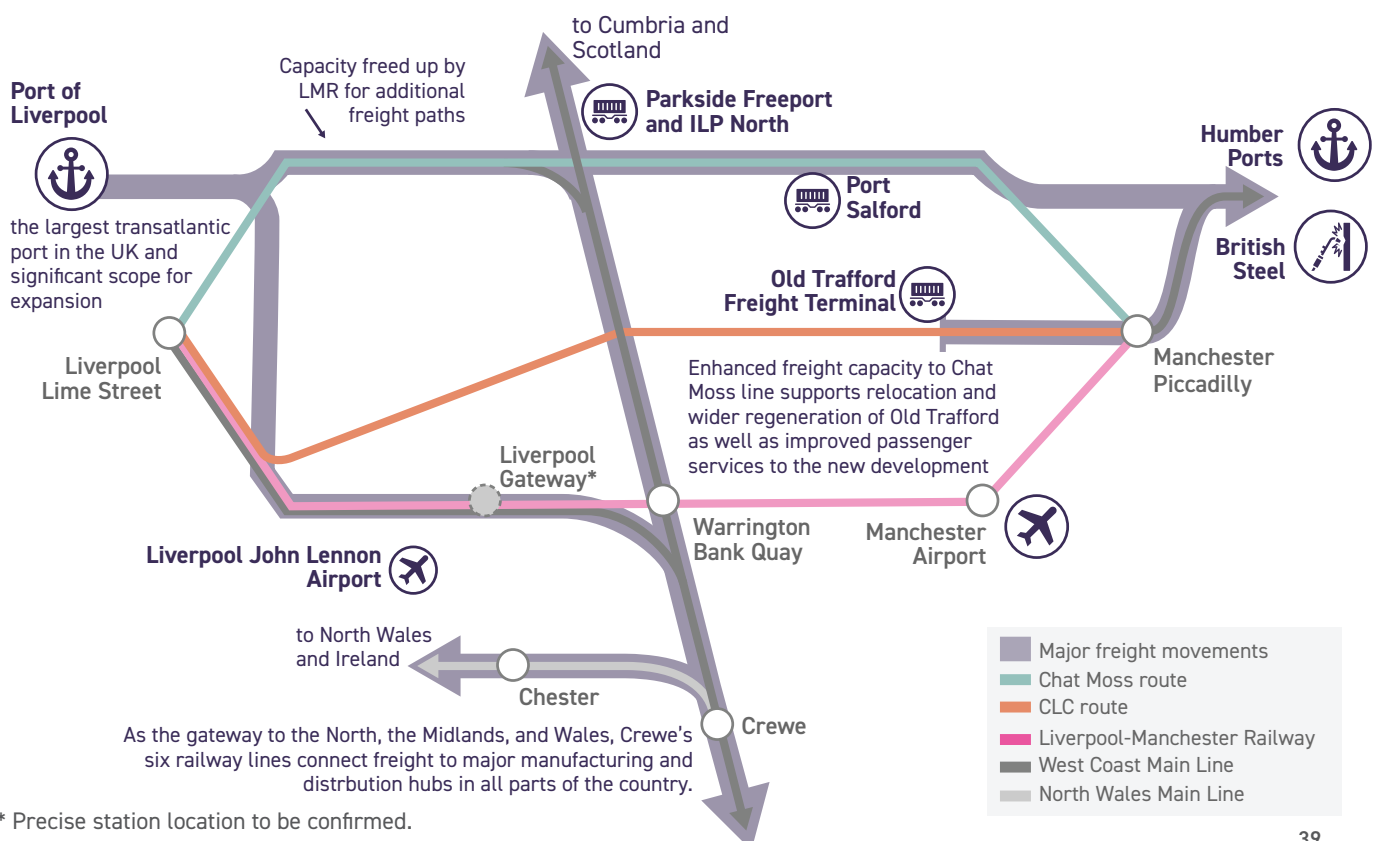 to Cumbria and
Scotland
Capacity freed up by
LMR for additional
freight paths
Port of
Liverpool
Parkside Freeport
and ILP North
Humber
Ports
Port
Salford
the largest transatlantic
port in the UK and
significant scope for
expansion
British
Steel
Old Trafford
Freight Terminal
Liverpool
Lime Street
Manchester
Piccadilly
Enhanced freight capacity to Chat
Moss line supports relocation and
wider regeneration of Old Trafford
as well as improved passenger
services to the new development
Liverpool
Gateway*
Warrington
Bank Quay
Manchester
Airport
Liverpool John Lennon
Airport
to North Wales
and Ireland
Chester
Crewe
As the gateway to the North, the Midlands, and Wales, Crewe's
six railway lines connect freight to major manufacturing and
distrbution hubs in all parts of the country.
Major freight movements
Chat Moss route
CLC route
Liverpool-Manchester Railway
West Coast Main Line
North Wales Main Line
* Precise station location to be confirmed.
39